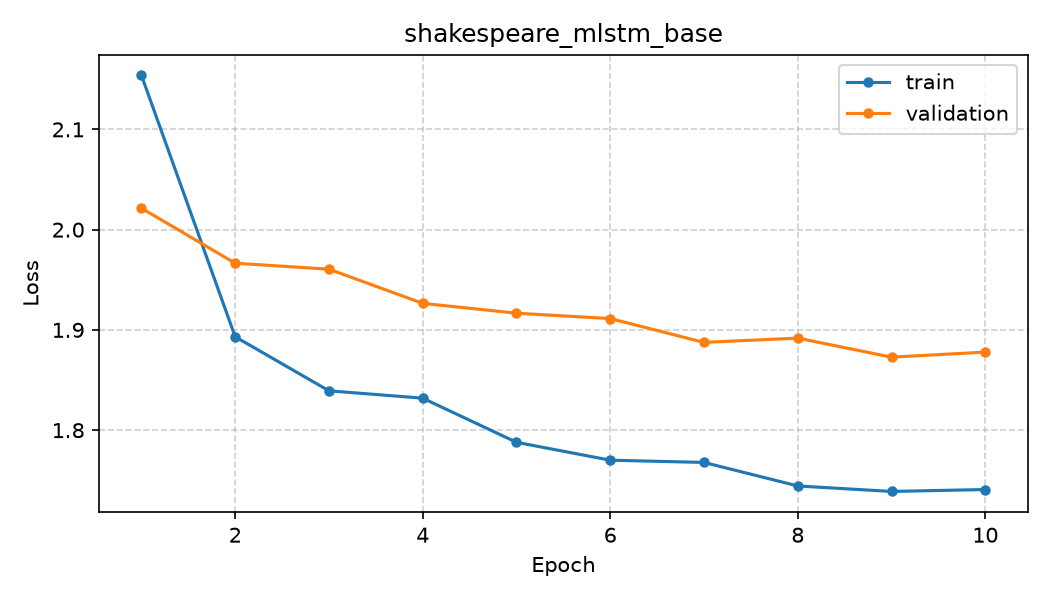 shakespeare_mlstm_base
train
validation
2.1
2.0
1.9
1.8
Loss
2 4 6 8 10
Epoch